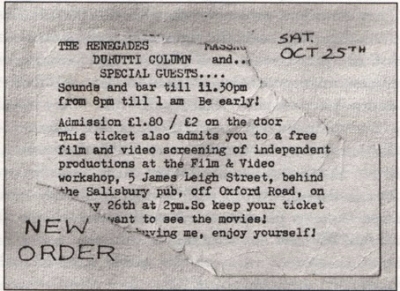 SAT.
OCT 25TH
THE RENEGADES
DURUTTI COLUMN and..
SPECIAL GUESTS....
Sounds and bar till 11.30pm
from 8pm till 1 am Be early!
Admission £1.80 / £2 on the door
This ticket also admits you to a free
film and video screening of independent
productions at the Film & Video
workshop, 5 James Leigh Street, behind
the Salisbury pub, off Oxford Road, on
26th at 2pm.So keep your ticket
want to see the movies!
me, enjoy yourself!
NEW
ORDER